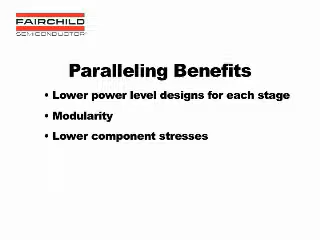 FAIRCHILD
SEMICONDUCTOR
Paralleling Benefits
• Lower power level designs for each stage
• Modularity
• Lower component stresses